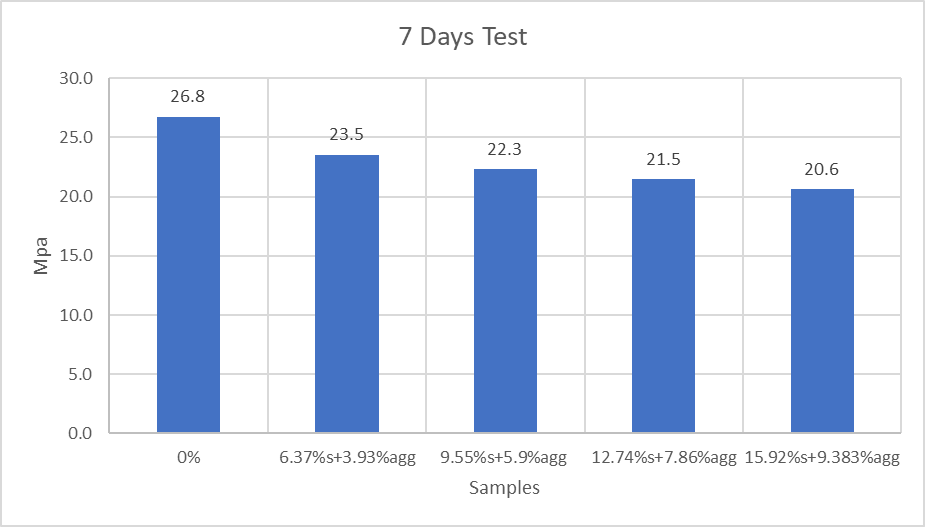 7 Days Test
Mpa
30.0
25.0
20.0
15.0
10.0
5.0
0.0
26.8
23.5
22.3
21.5
20.6
0%
6.37%s+3.93%agg
9.55%s+5.9%agg
12.74%s+7.86%agg
15.92%s+9.383%agg
Samples